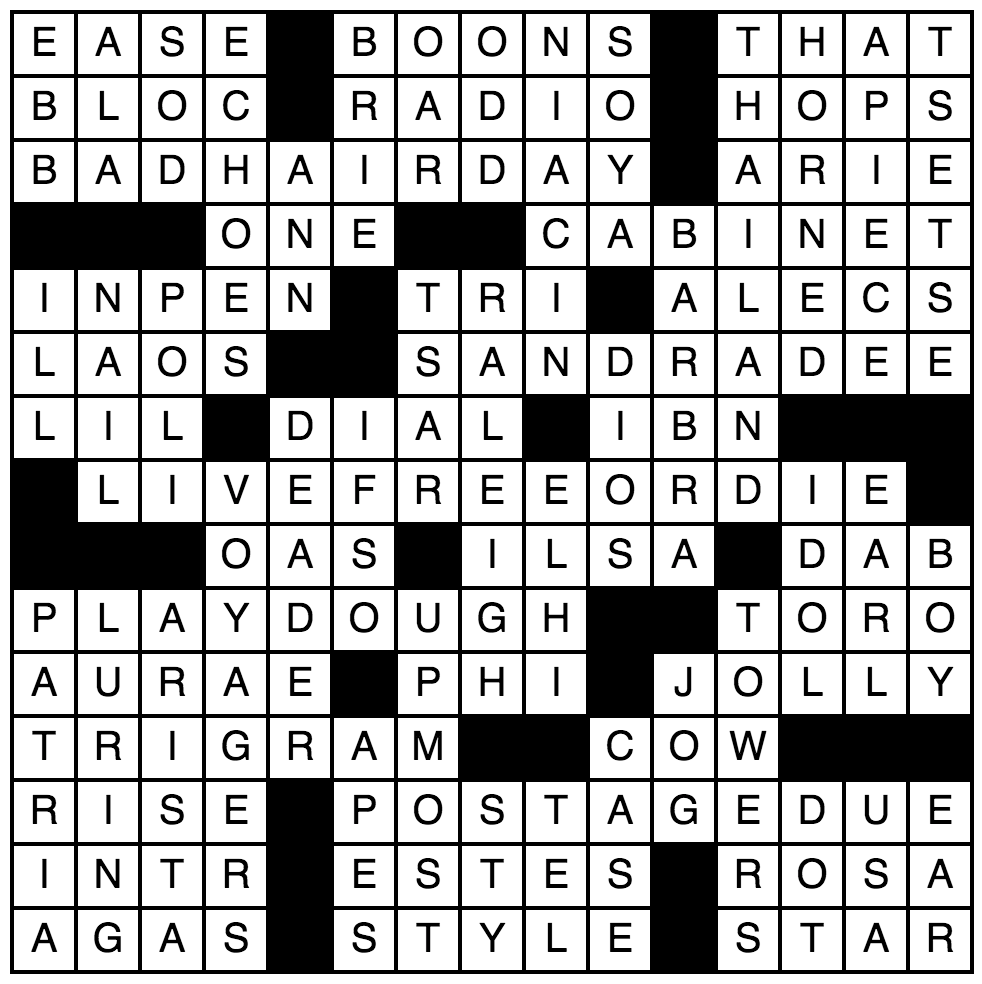 EASE BOONS THAT
BLOC RADIO HOPS
BADHAIRDAY ARIE
ONE CABINET
INPEN TRI ALECS
LAOS SANDRADEE
LIL DIAL IBN
LIVEFREEORDIE
OAS ILSA DAB
PLAYDOUGH TORO
AURAE PHI JOLLY
TRIGRAM COW
RISE POSTAGEDUE
INTR ESTES ROSA
AGAS STYLE STAR